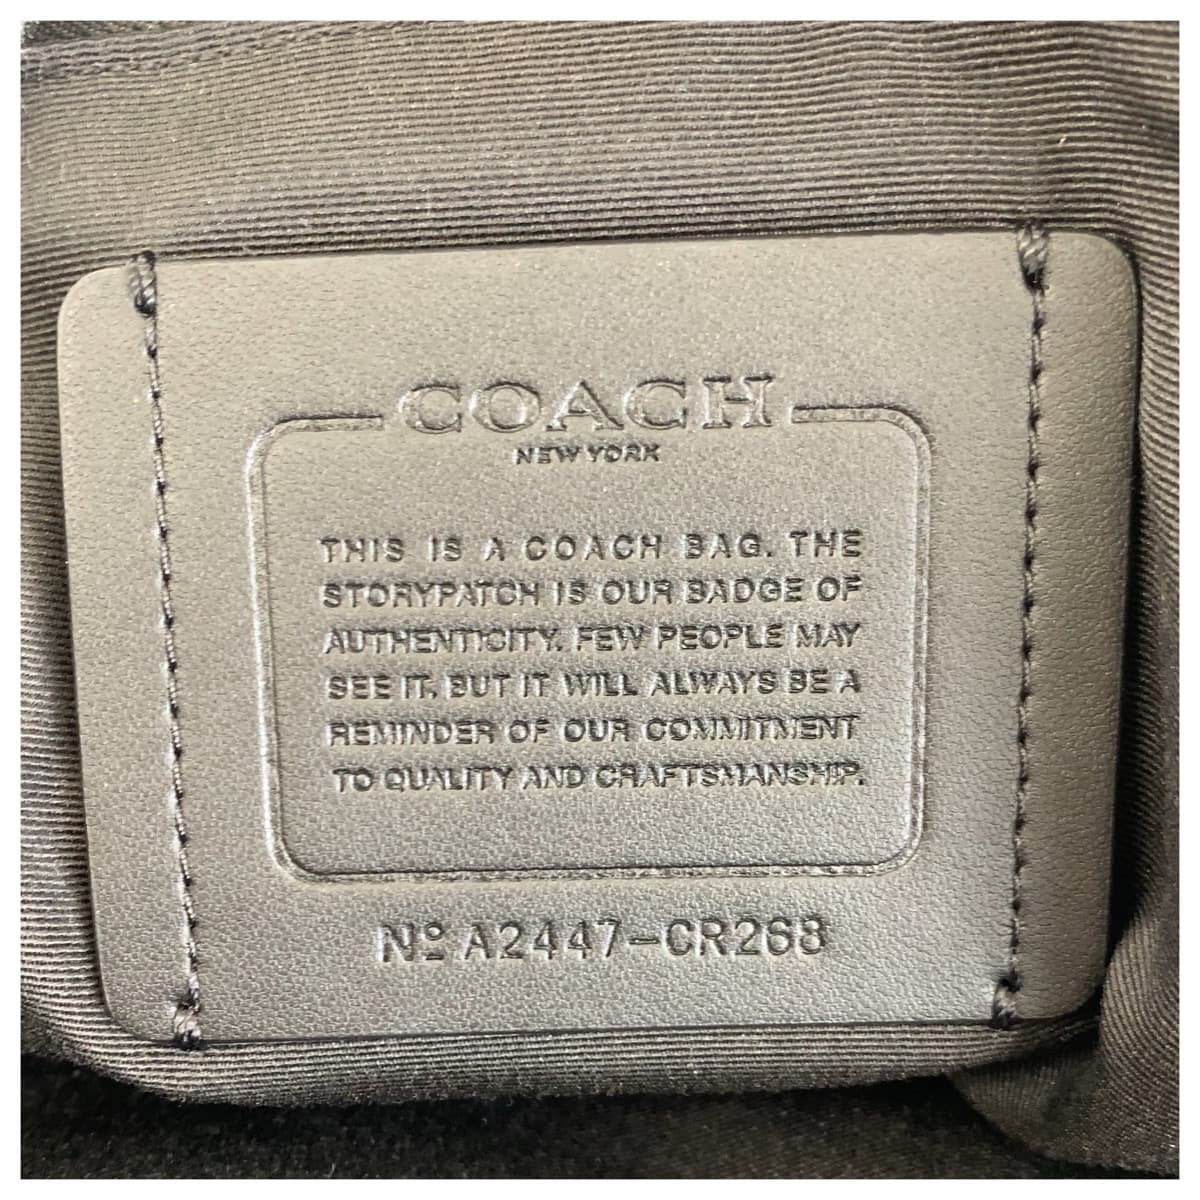 COACH
NEW YORK
THIS IS A COACH BAG. THE
STORYPATCH IS OUR BADGE OF
AUTHENTICITY. FEW PEOPLE MAY
SEE IT, BUT IT WILL ALWAYS BE A
REMINDER OF OUR COMMITMENT
TO QUALITY AND CRAFTSMANSHIP.
Nº A2447-CR268